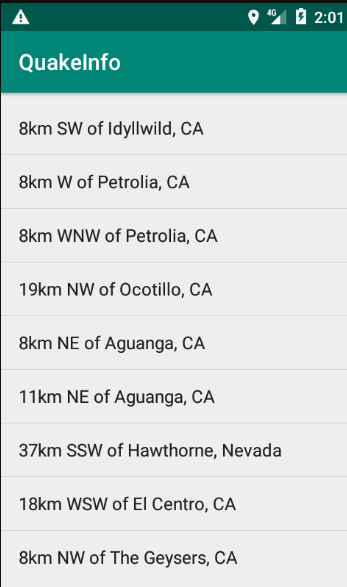 4G 2:01
QuakeInfo
8km SW of Idyllwild, CA
8km W of Petrolia, CA
8km WNW of Petrolia, CA
19km NW of Ocotillo, CA
8km NE of Aguanga, CA
11km NE of Aguanga, CA
37km SSW of Hawthorne, Nevada
18km WSW of El Centro, CA
8km NW of The Geysers, CA